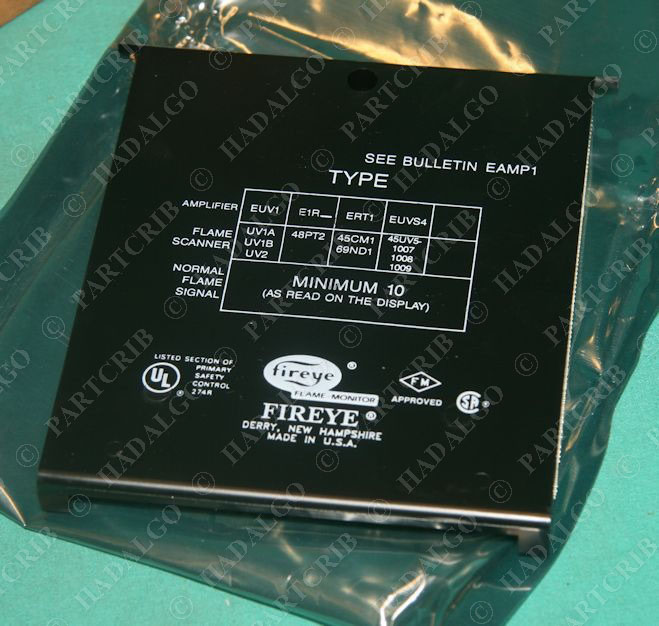 SEE BULLETIN EAMP1
TYPE
AMPLIFIER EUV1 E1R_ ERT1 EUVS4
FLAME SCANNER UV1A UV1B UV2 48PT2 45CM1 69ND1 45UV5- 1007 1008 1009
NORMAL FLAME SIGNAL MINIMUM 10
(AS READ ON THE DISPLAY)
LISTED SECTION OF
PRIMARY
SAFETY
CONTROL
274R
UL ®
fireye ®
FLAME MONITOR
FIREYE ®
DERRY, NEW HAMPSHIRE
MADE IN U.S.A.
FM
APPROVED
SA ®
© PARTCRIB
© HADALGO